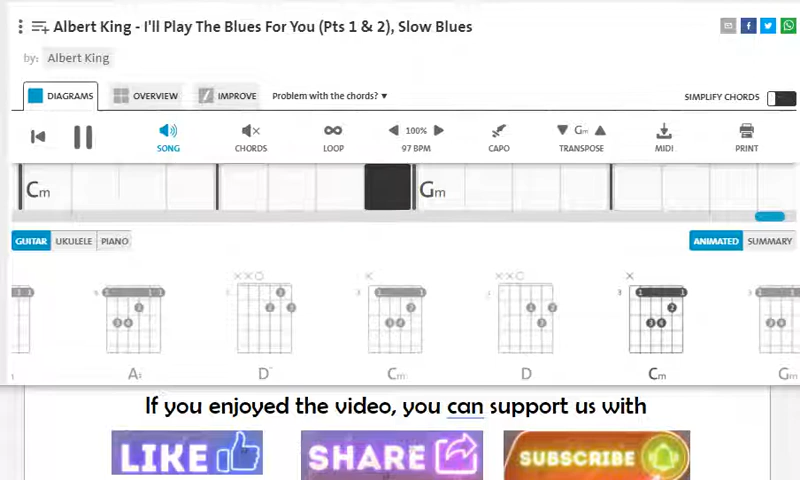 Albert King - I'll Play The Blues For You (Pts 1 & 2), Slow Blues
by: Albert King
DIAGRAMS OVERVIEW IMPROVE Problem with the chords? SIMPLIFY CHORDS
100% Gm
SONG CHORDS LOOP 97 BPM CAPO TRANSPOSE MIDI PRINT
Cm Gm
GUITAR UKULELE PIANO ANIMATED SUMMARY
D Cm D Cm Gm
If you enjoyed the video, you can support us with
LIKE SHARE SUBSCRIBE